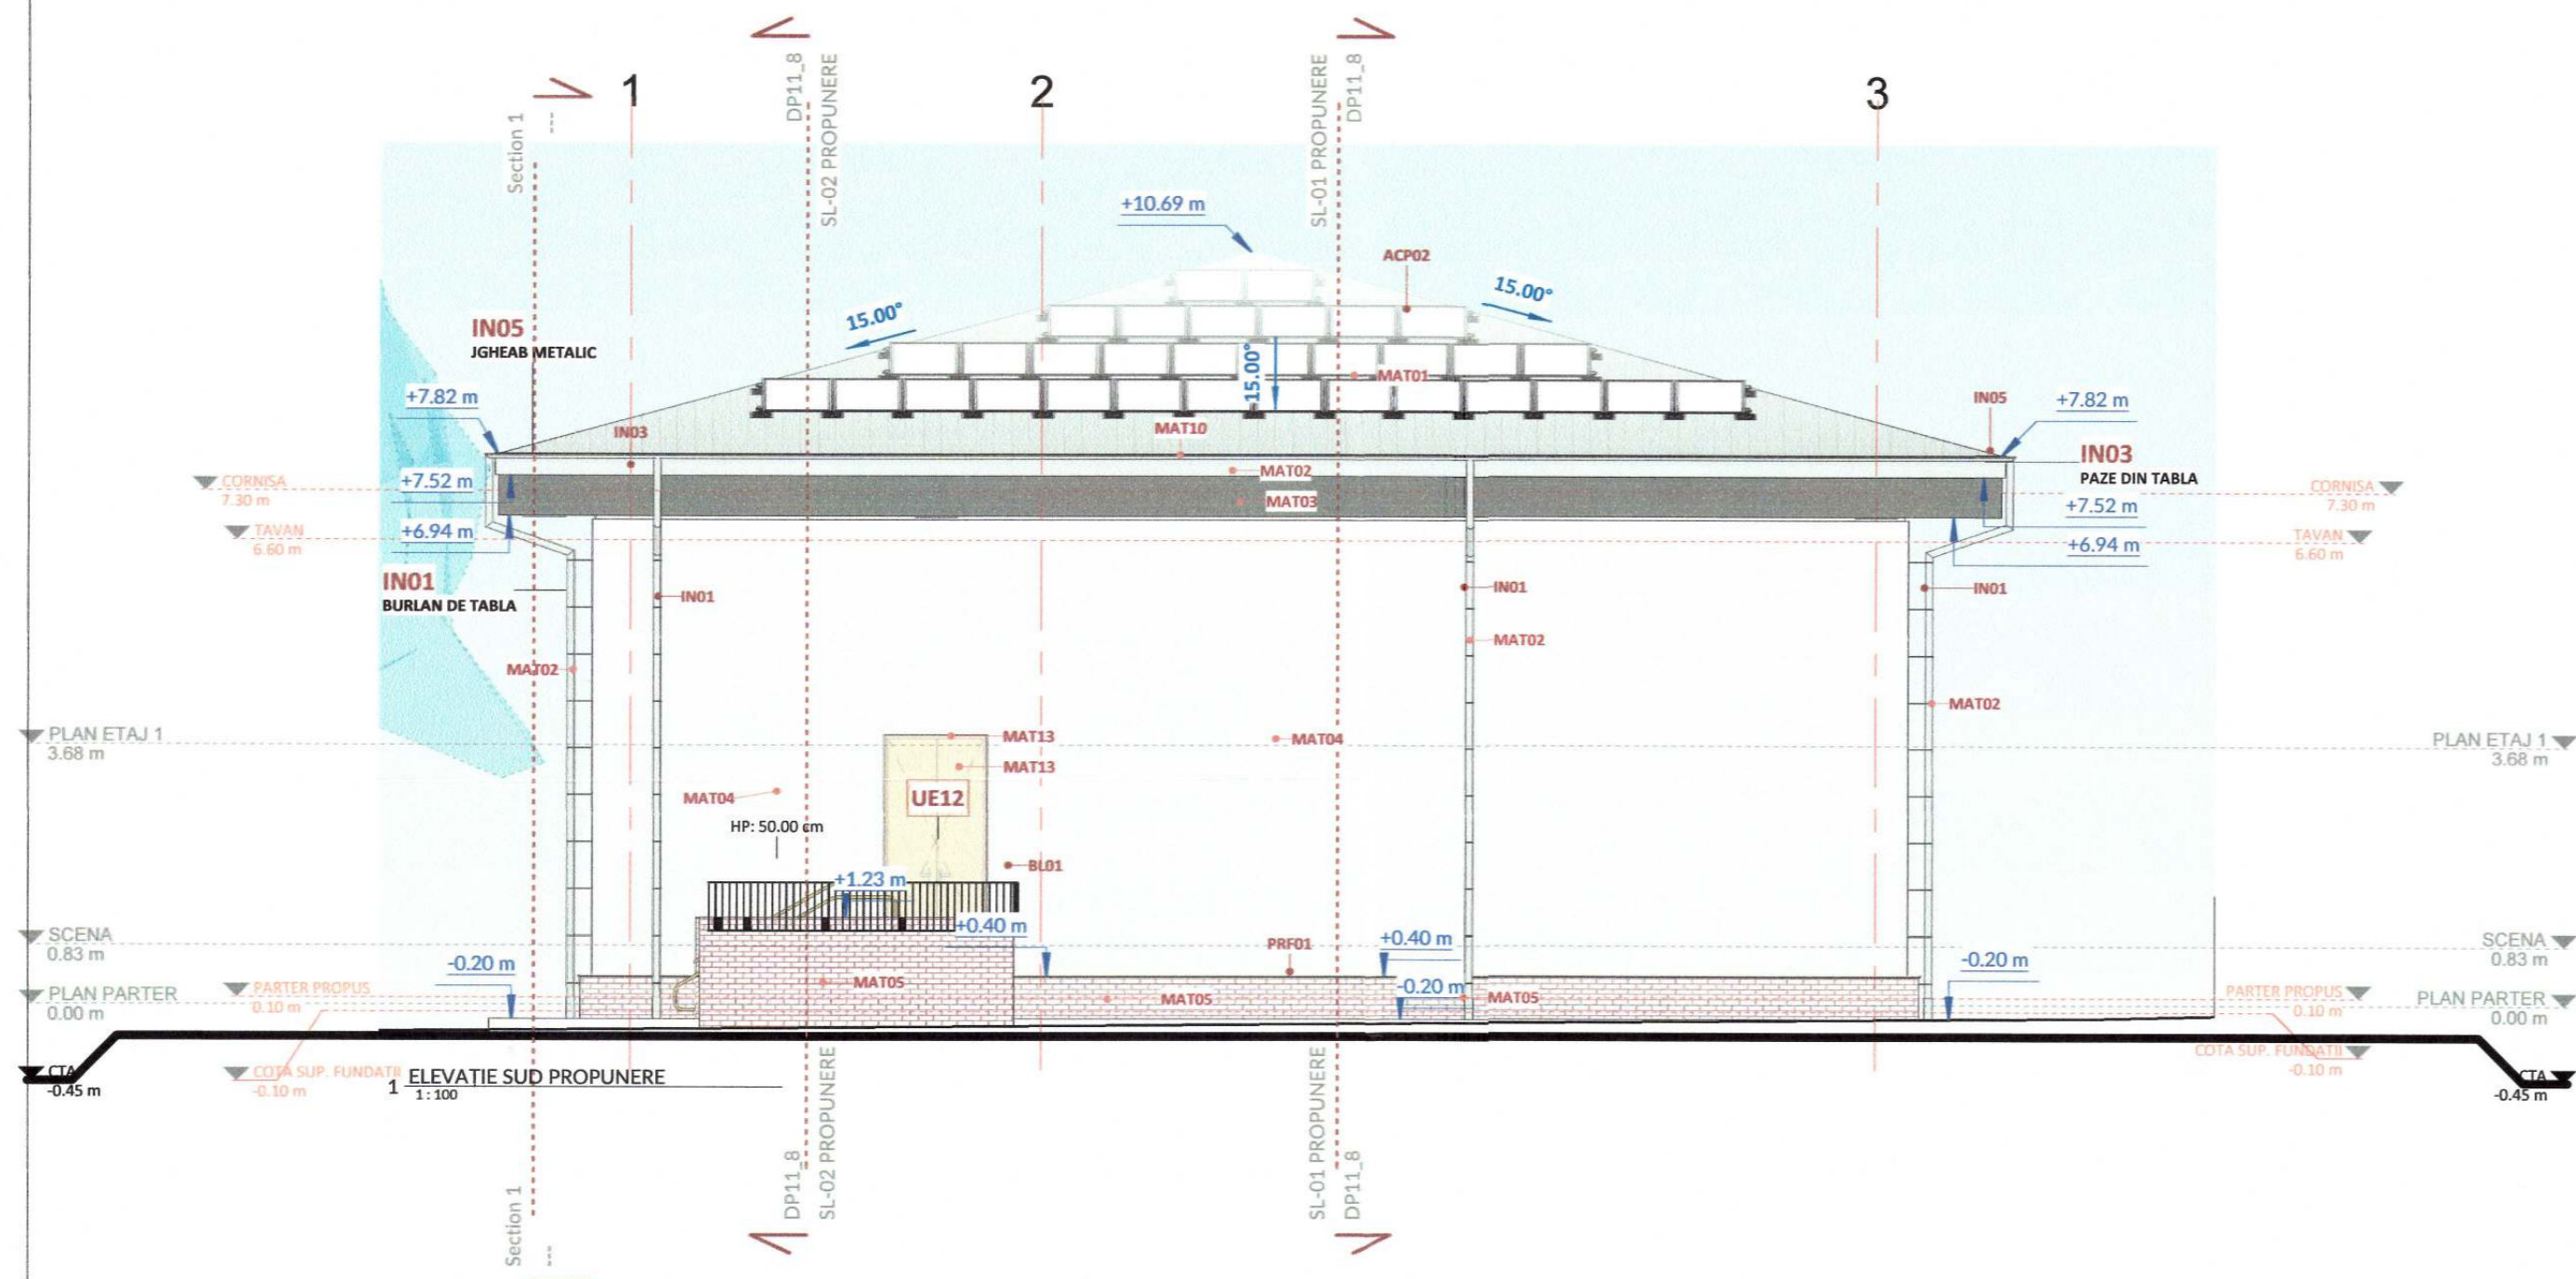 1
2
3
Section 1
DP11_8
SL-02 PROPUNERE
SL-01 PROPUNERE
DP11_8
+10.69 m
ACP02
15.00°
15.00°
15.00°
IN05
JGHEAB METALIC
MAT01
+7.82 m
IN05
+7.82 m
IN03
MAT10
IN03
PAZE DIN TABLA
MAT02
CORNISA
7.30 m
+7.52 m
MAT03
+7.52 m
CORNISA
7.30 m
TAVAN
6.60 m
+6.94 m
+6.94 m
TAVAN
6.60 m
IN01
BURLAN DE TABLA
IN01
IN01
IN01
MAT02
MAT02
MAT02
PLAN ETAJ 1
3.68 m
MAT13
MAT04
PLAN ETAJ 1
3.68 m
MAT13
MAT04
UE12
HP: 50.00 cm
BL01
+1.23 m
+0.40 m
SCENA
0.83 m
PRF01
+0.40 m
SCENA
0.83 m
-0.20 m
-0.20 m
MAT05
-0.20 m
PLAN PARTER
0.00 m
PARTER PROPUS
0.10 m
MAT05
MAT05
PARTER PROPUS
0.10 m
PLAN PARTER
0.00 m
CTA
-0.45 m
COTA SUP. FUNDATII
-0.10 m
COTA SUP. FUNDATII
-0.10 m
CTA
-0.45 m
1 ELEVAȚIE SUD PROPUNERE
1 : 100
Section 1
DP11_8
SL-02 PROPUNERE
SL-01 PROPUNERE
DP11_8